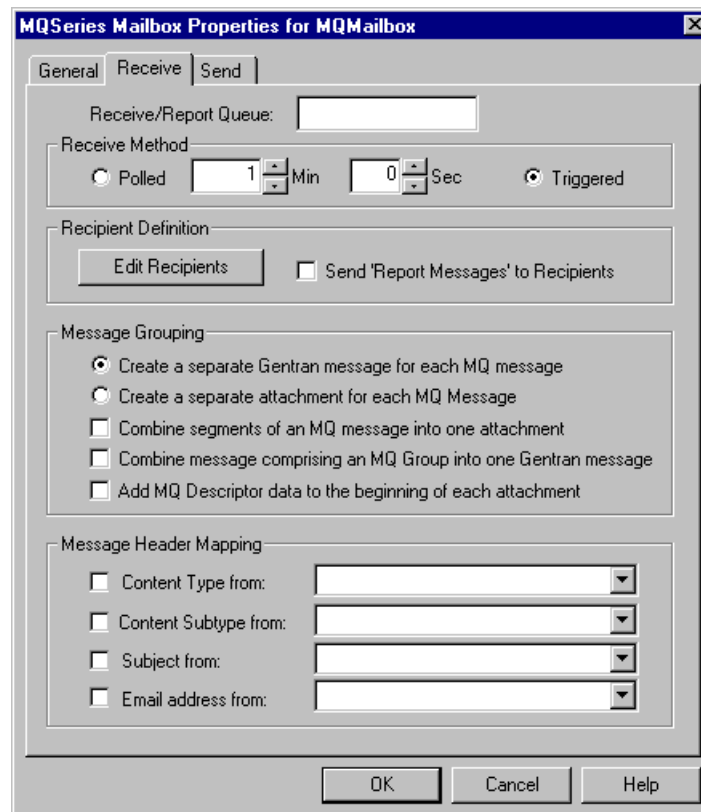 MQSeries Mailbox Properties for MQMailbox
General Receive Send
Receive/Report Queue:
Receive Method
Polled 1 Min 0 Sec Triggered
Recipient Definition
Edit Recipients Send 'Report Messages' to Recipients
Message Grouping
Create a separate Gentran message for each MQ message
Create a separate attachment for each MQ Message
Combine segments of an MQ message into one attachment
Combine message comprising an MQ Group into one Gentran message
Add MQ Descriptor data to the beginning of each attachment
Message Header Mapping
Content Type from:
Content Subtype from:
Subject from:
Email address from:
OK Cancel Help